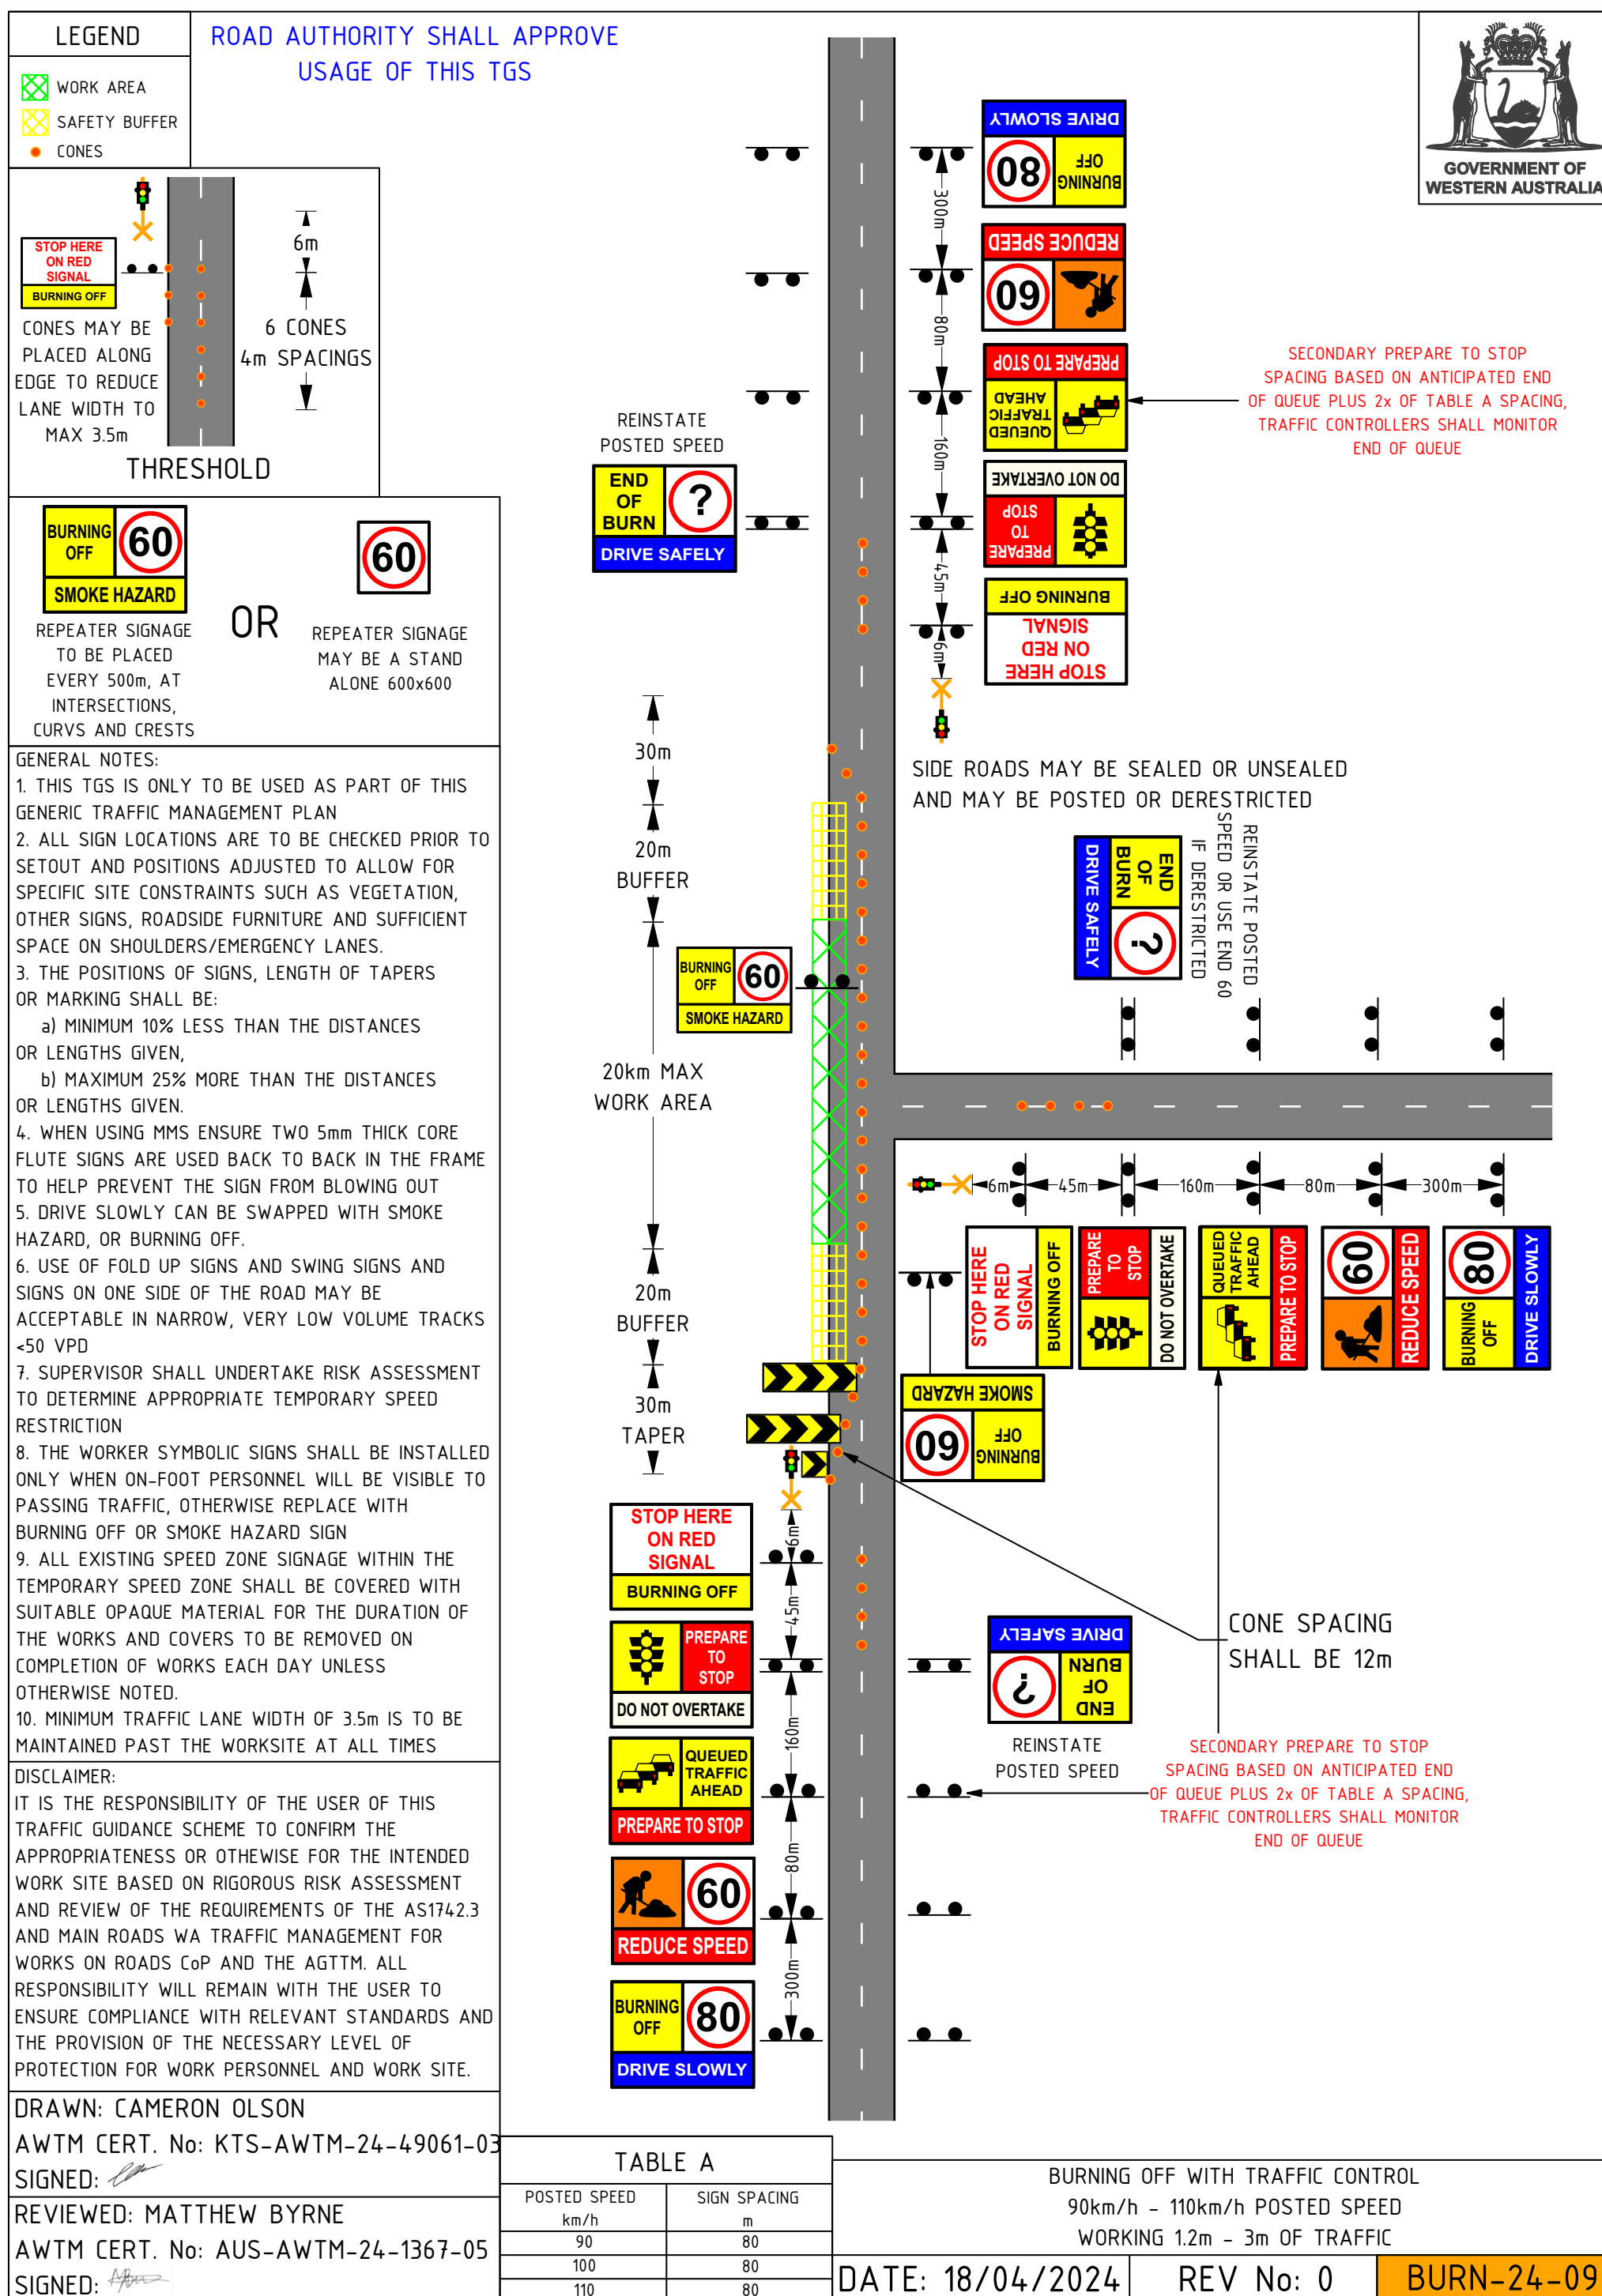 LEGEND
WORK AREA
SAFETY BUFFER
CONES
ROAD AUTHORITY SHALL APPROVE
USAGE OF THIS TGS
GOVERNMENT OF
WESTERN AUSTRALIA
STOP HERE
ON RED
SIGNAL
BURNING OFF
CONES MAY BE
PLACED ALONG
EDGE TO REDUCE
LANE WIDTH TO
MAX 3.5m
6m
6 CONES
4m SPACINGS
THRESHOLD
BURNING
OFF
60
SMOKE HAZARD
REPEATER SIGNAGE
TO BE PLACED
EVERY 500m, AT
INTERSECTIONS,
CURVS AND CRESTS
OR
60
REPEATER SIGNAGE
MAY BE A STAND
ALONE 600x600
GENERAL NOTES:
1. THIS TGS IS ONLY TO BE USED AS PART OF THIS
GENERIC TRAFFIC MANAGEMENT PLAN
2. ALL SIGN LOCATIONS ARE TO BE CHECKED PRIOR TO
SETOUT AND POSITIONS ADJUSTED TO ALLOW FOR
SPECIFIC SITE CONSTRAINTS SUCH AS VEGETATION,
OTHER SIGNS, ROADSIDE FURNITURE AND SUFFICIENT
SPACE ON SHOULDERS/EMERGENCY LANES.
3. THE POSITIONS OF SIGNS, LENGTH OF TAPERS
OR MARKING SHALL BE:
a) MINIMUM 10% LESS THAN THE DISTANCES
OR LENGTHS GIVEN,
b) MAXIMUM 25% MORE THAN THE DISTANCES
OR LENGTHS GIVEN.
4. WHEN USING MMS ENSURE TWO 5mm THICK CORE
FLUTE SIGNS ARE USED BACK TO BACK IN THE FRAME
TO HELP PREVENT THE SIGN FROM BLOWING OUT
5. DRIVE SLOWLY CAN BE SWAPPED WITH SMOKE
HAZARD, OR BURNING OFF.
6. USE OF FOLD UP SIGNS AND SWING SIGNS AND
SIGNS ON ONE SIDE OF THE ROAD MAY BE
ACCEPTABLE IN NARROW, VERY LOW VOLUME TRACKS
<50 VPD
7. SUPERVISOR SHALL UNDERTAKE RISK ASSESSMENT
TO DETERMINE APPROPRIATE TEMPORARY SPEED
RESTRICTION
8. THE WORKER SYMBOLIC SIGNS SHALL BE INSTALLED
ONLY WHEN ON-FOOT PERSONNEL WILL BE VISIBLE TO
PASSING TRAFFIC, OTHERWISE REPLACE WITH
BURNING OFF OR SMOKE HAZARD SIGN
9. ALL EXISTING SPEED ZONE SIGNAGE WITHIN THE
TEMPORARY SPEED ZONE SHALL BE COVERED WITH
SUITABLE OPAQUE MATERIAL FOR THE DURATION OF
THE WORKS AND COVERS TO BE REMOVED ON
COMPLETION OF WORKS EACH DAY UNLESS
OTHERWISE NOTED.
10. MINIMUM TRAFFIC LANE WIDTH OF 3.5m IS TO BE
MAINTAINED PAST THE WORKSITE AT ALL TIMES
DISCLAIMER:
IT IS THE RESPONSIBILITY OF THE USER OF THIS
TRAFFIC GUIDANCE SCHEME TO CONFIRM THE
APPROPRIATENESS OR OTHEWISE FOR THE INTENDED
WORK SITE BASED ON RIGOROUS RISK ASSESSMENT
AND REVIEW OF THE REQUIREMENTS OF THE AS1742.3
AND MAIN ROADS WA TRAFFIC MANAGEMENT FOR
WORKS ON ROADS CoP AND THE AGTTM. ALL
RESPONSIBILITY WILL REMAIN WITH THE USER TO
ENSURE COMPLIANCE WITH RELEVANT STANDARDS AND
THE PROVISION OF THE NECESSARY LEVEL OF
PROTECTION FOR WORK PERSONNEL AND WORK SITE.
DRAWN: CAMERON OLSON
AWTM CERT. No: KTS-AWTM-24-49061-03
SIGNED:
REVIEWED: MATTHEW BYRNE
AWTM CERT. No: AUS-AWTM-24-1367-05
SIGNED:
DRIVE SLOWLY
80
BURNING
OFF
300m
REDUCE SPEED
60
80m
PREPARE TO STOP
QUEUED
TRAFFIC
AHEAD
160m
DO NOT OVERTAKE
PREPARE
TO
STOP
45m
BURNING OFF
STOP HERE
ON RED
SIGNAL
6m
SECONDARY PREPARE TO STOP
SPACING BASED ON ANTICIPATED END
OF QUEUE PLUS 2x OF TABLE A SPACING,
TRAFFIC CONTROLLERS SHALL MONITOR
END OF QUEUE
REINSTATE
POSTED SPEED
END
OF
BURN
?
DRIVE SAFELY
30m
20m
BUFFER
20km MAX
WORK AREA
20m
BUFFER
30m
TAPER
BURNING
OFF
60
SMOKE HAZARD
SIDE ROADS MAY BE SEALED OR UNSEALED
AND MAY BE POSTED OR DERESTRICTED
END
OF
BURN
?
DRIVE SAFELY
REINSTATE POSTED
SPEED OR USE END 60
IF DERESTRICTED
6m
45m
160m
80m
300m
STOP HERE
ON RED
SIGNAL
BURNING OFF
PREPARE
TO
STOP
DO NOT OVERTAKE
QUEUED
TRAFFIC
AHEAD
PREPARE TO STOP
60
REDUCE SPEED
80
BURNING
OFF
DRIVE SLOWLY
SMOKE HAZARD
60
BURNING
OFF
STOP HERE
ON RED
SIGNAL
BURNING OFF
6m
45m
PREPARE
TO
STOP
DO NOT OVERTAKE
160m
QUEUED
TRAFFIC
AHEAD
PREPARE TO STOP
80m
60
REDUCE SPEED
300m
BURNING
OFF
80
DRIVE SLOWLY
DRIVE SAFELY
?
END
OF
BURN
REINSTATE
POSTED SPEED
CONE SPACING
SHALL BE 12m
SECONDARY PREPARE TO STOP
SPACING BASED ON ANTICIPATED END
OF QUEUE PLUS 2x OF TABLE A SPACING,
TRAFFIC CONTROLLERS SHALL MONITOR
END OF QUEUE
TABLE A
POSTED SPEED
km/h
SIGN SPACING
m
90 80
100 80
110 80
BURNING OFF WITH TRAFFIC CONTROL
90km/h - 110km/h POSTED SPEED
WORKING 1.2m - 3m OF TRAFFIC
DATE: 18/04/2024
REV No: 0
BURN-24-09